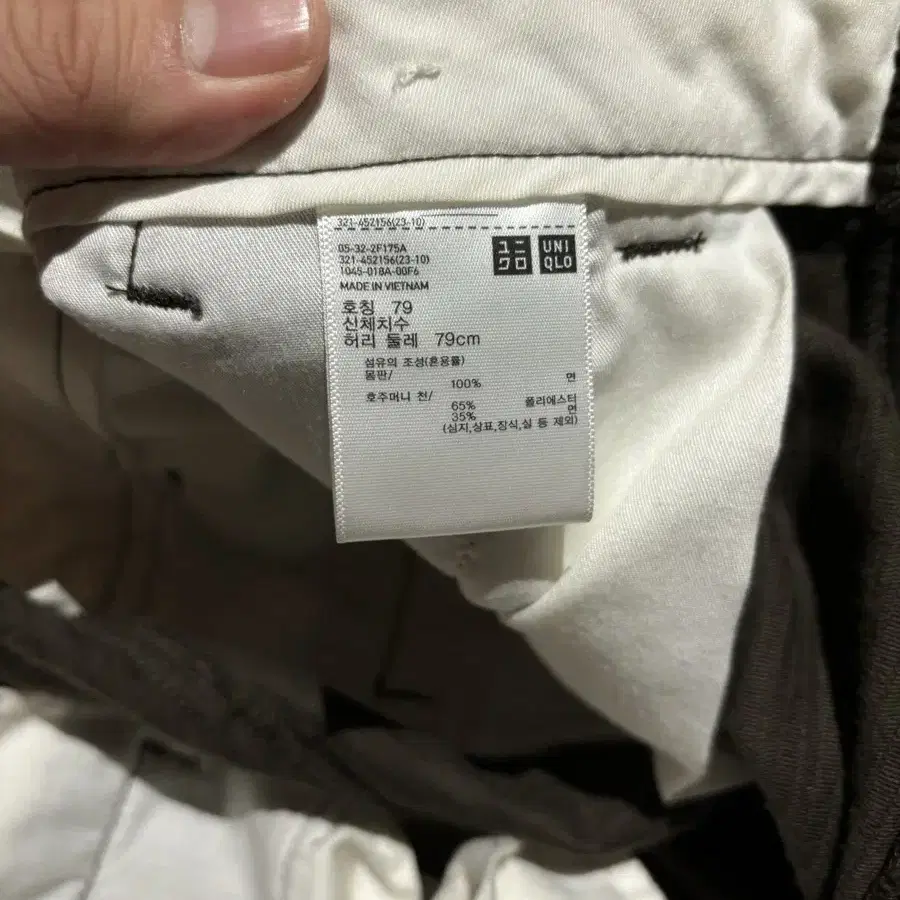 321-452156(23-10)
05-32-2F175A
321-452156(23-10)
1045-018A-00F6
MADE IN VIETNAM
ユニ
クロ
UNI
QLO
호칭 79
신체치수
허리 둘레 79cm
섬유의 조성(혼용률)
몸판/
100% 면
호주머니 천/
65% 폴리에스터
35% 면
(심지,상표,장식,실 등 제외)